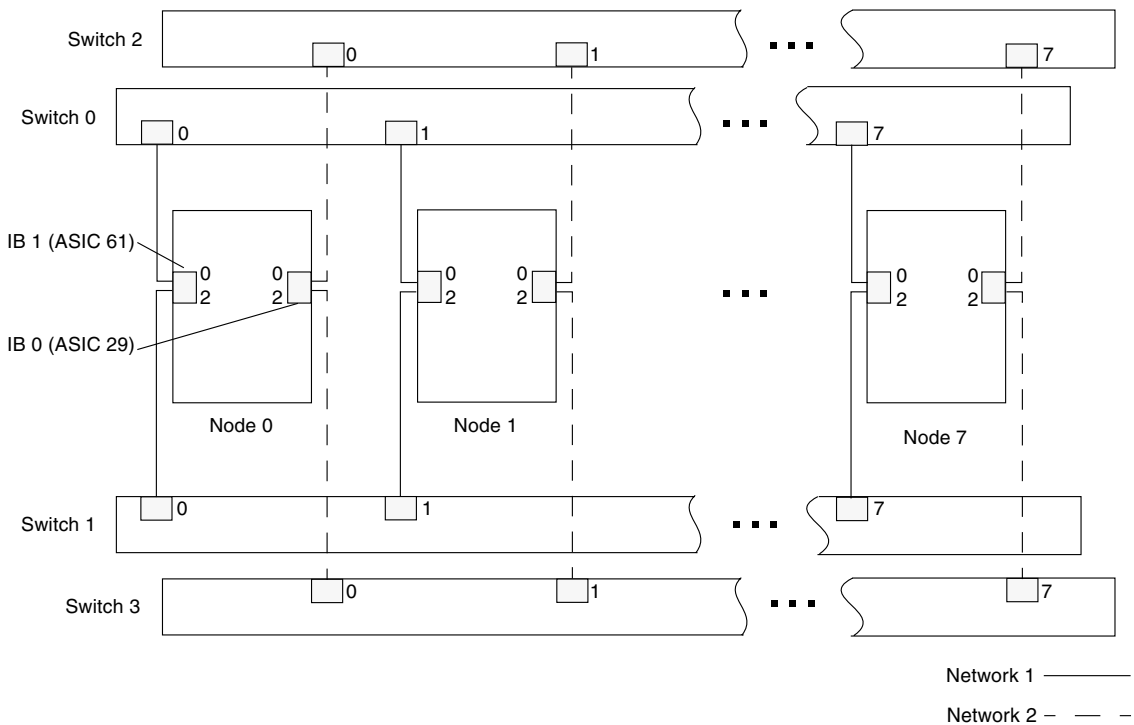 Switch 2
0
1
7
Switch 0
0
1
7
IB 1 (ASIC 61)
0 0 0 0 0 0
2 2 2 2 2 2
IB 0 (ASIC 29)
Node 0
Node 1
Node 7
0
1
7
Switch 1
0
1
7
Switch 3
Network 1
Network 2